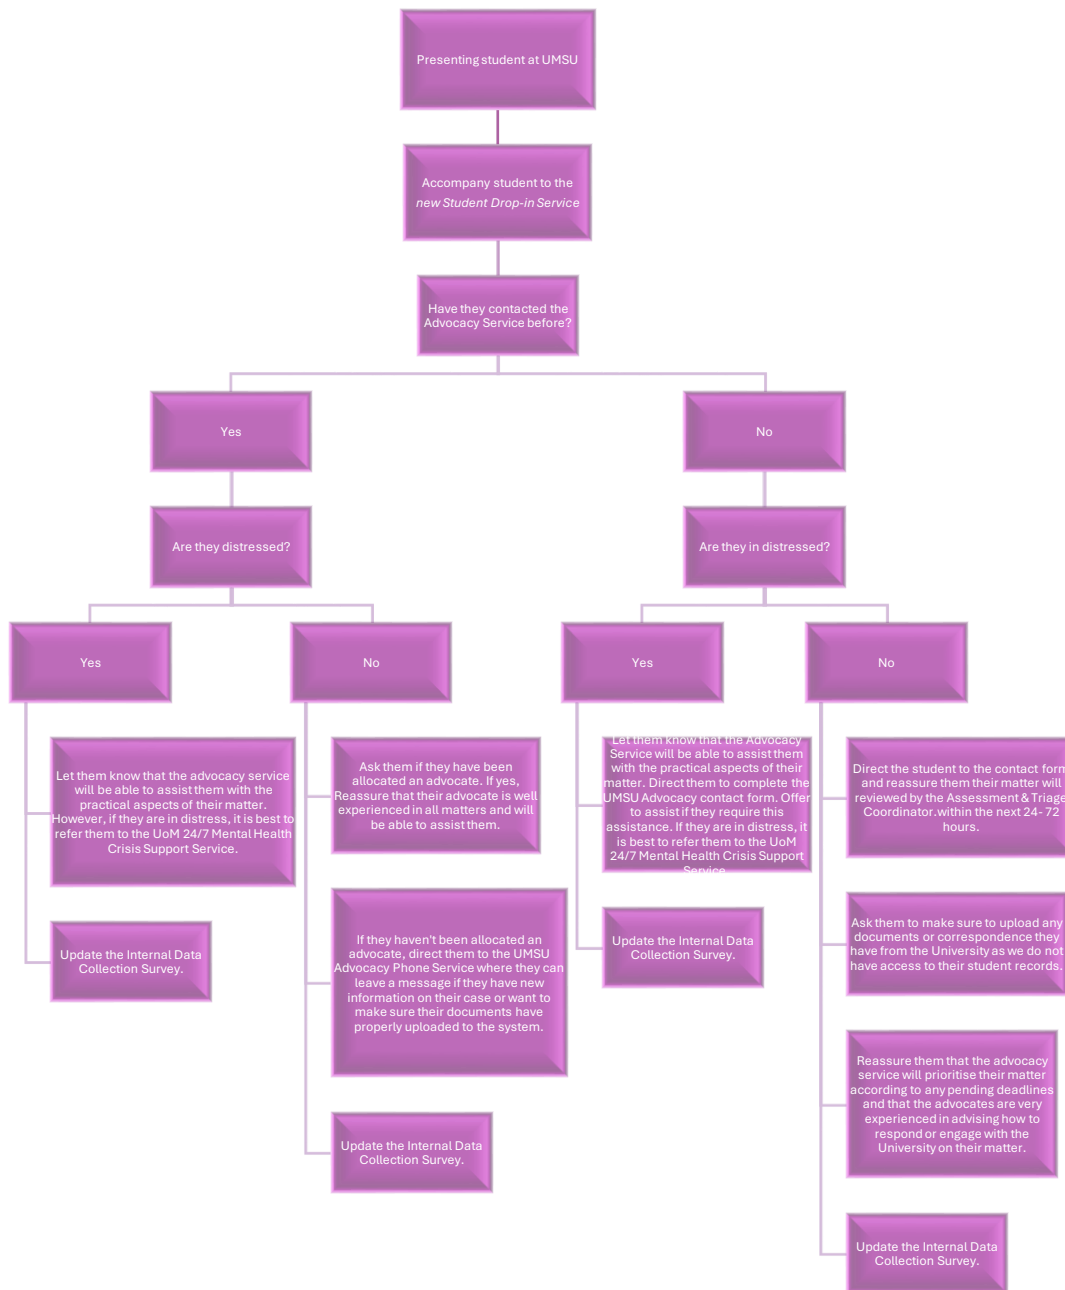 Presenting student at UMSU
Accompany student to the
new Student Drop-in Service
Have they contacted the
Advocacy Service before?
Yes
No
Are they distressed?
Are they in distressed?
Yes
No
Yes
No
Let them know that the advocacy service
will be able to assist them with the
practical aspects of their matter.
However, if they are in distress, it is best to
refer them to the UoM 24/7 Mental Health
Crisis Support Service.
Update the Internal Data
Collection Survey.
Ask them if they have been
allocated an advocate. If yes,
Reassure that their advocate is well
experienced in all matters and will
be able to assist them.
If they haven't been allocated an
advocate, direct them to the UMSU
Advocacy Phone Service where they can
leave a message if they have new
information on their case or want to
make sure their documents have
properly uploaded to the system.
Update the Internal Data
Collection Survey.
Let them know that the Advocacy
Service will be able to assist them
with the practical aspects of their
matter. Direct them to complete the
UMSU Advocacy contact form. Offer
to assist if they require this
assistance. If they are in distress, it
is best to refer them to the UoM
24/7 Mental Health Crisis Support
Service.
Update the Internal Data
Collection Survey.
Direct the student to the contact form
and reassure them their matter will
reviewed by the Assessment & Triage
Coordinator.within the next 24- 72
hours.
Ask them to make sure to upload any
documents or correspondence they
have from the University as we do not
have access to their student records.
Reassure them that the advocacy
service will prioritise their matter
according to any pending deadlines
and that the advocates are very
experienced in advising how to
respond or engage with the
University on their matter.
Update the Internal Data
Collection Survey.